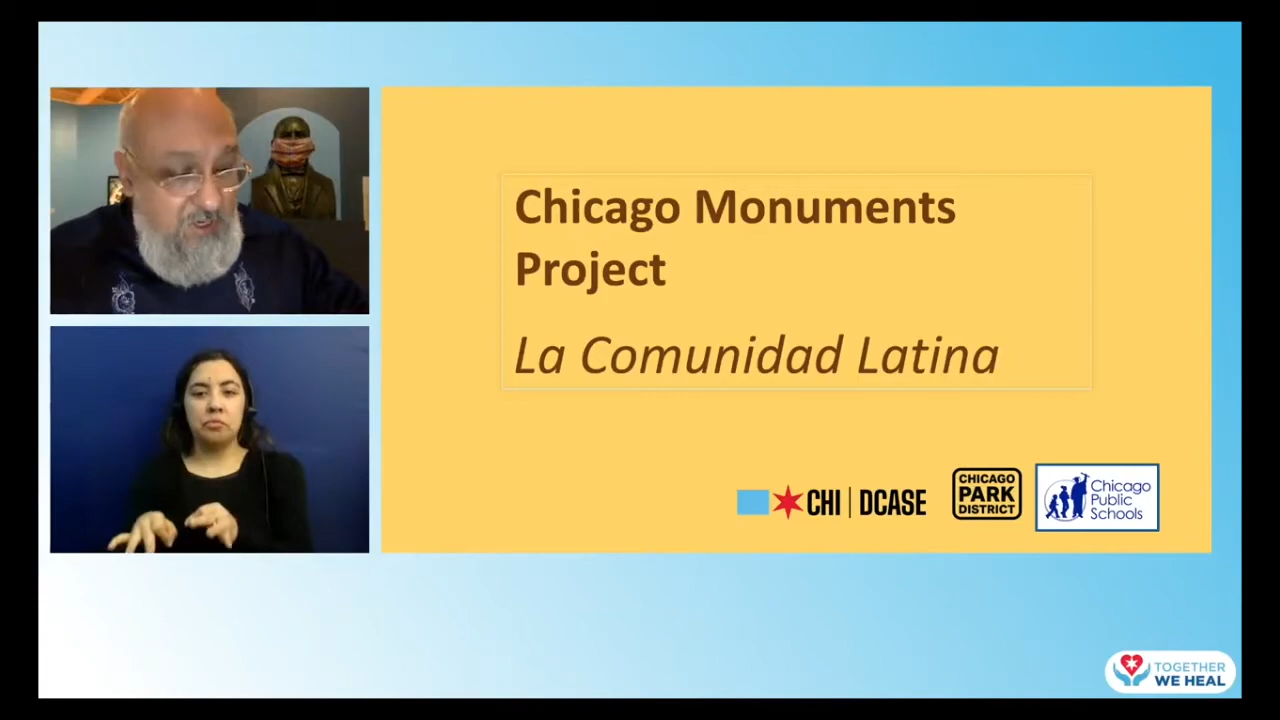 Chicago Monuments
Project
La Comunidad Latina
CHI | DCASE
CHICAGO
PARK
DISTRICT
Chicago
Public
Schools
TOGETHER
WE HEAL